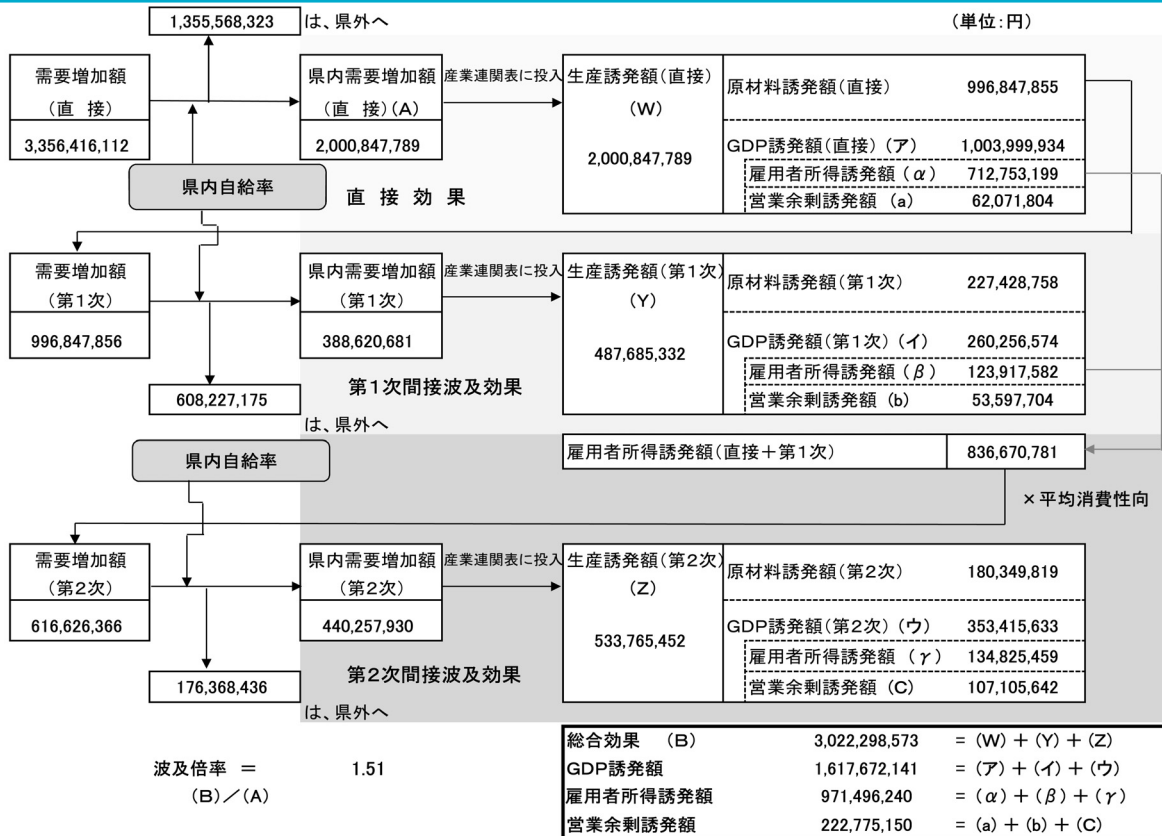 1,355,568,323 は、県外へ (単位:円)
需要増加額 県内需要増加額 産業連関表に投入 生産誘発額(直接) 原材料誘発額(直接) 996,847,855
(直 接) (直 接)(A) (W)
3,356,416,112 2,000,847,789 2,000,847,789 GDP誘発額(直接) (ア) 1,003,999,934
県内自給率 直 接 効 果 雇用者所得誘発額(α) 712,753,199
営業余剰誘発額 (a) 62,071,804
需要増加額 県内需要増加額 産業連関表に投入 生産誘発額(第1次) 原材料誘発額(第1次) 227,428,758
(第1次) (第1次) (Y)
996,847,856 388,620,681 487,685,332 GDP誘発額(第1次) (イ) 260,256,574
第1次間接波及効果 雇用者所得誘発額(β) 123,917,582
608,227,175 営業余剰誘発額 (b) 53,597,704
は、県外へ
県内自給率 雇用者所得誘発額(直接+第1次) 836,670,781
×平均消費性向
需要増加額 県内需要増加額 産業連関表に投入 生産誘発額(第2次) 原材料誘発額(第2次) 180,349,819
(第2次) (第2次) (Z)
616,626,366 440,257,930 533,765,452 GDP誘発額(第2次) (ウ) 353,415,633
第2次間接波及効果 雇用者所得誘発額 (γ) 134,825,459
176,368,436 営業余剰誘発額 (C) 107,105,642
は、県外へ
総合効果 (B) 3,022,298,573 = (W) + (Y) + (Z)
波及倍率 = 1.51 GDP誘発額 1,617,672,141 = (ア) + (イ) + (ウ)
(B)/(A) 雇用者所得誘発額 971,496,240 = (α) + (β) + (γ)
営業余剰誘発額 222,775,150 = (a) + (b) + (C)